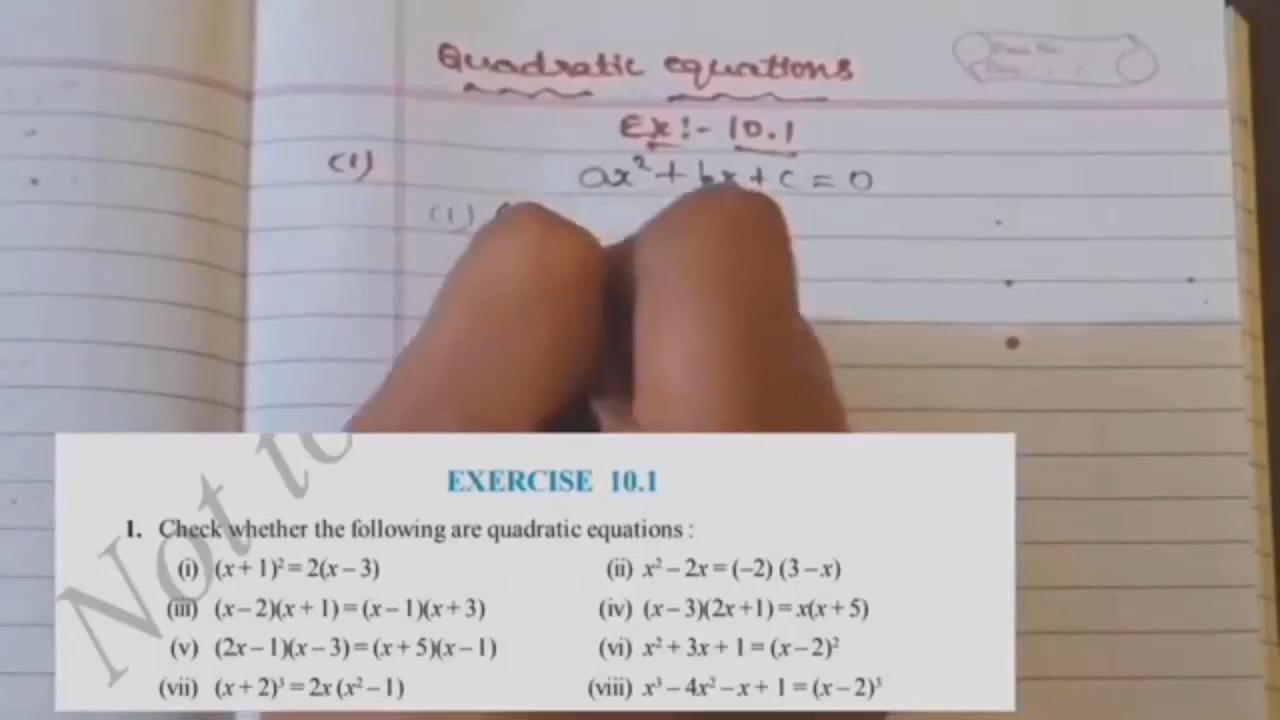 Quadratic equations
Ex:- 10.1
(1) ax² + bx + c = 0
(1)
Not to
EXERCISE 10.1
1. Check whether the following are quadratic equations :
(i) (x + 1)² = 2(x – 3) (ii) x² – 2x = (–2) (3 – x)
(iii) (x – 2)(x + 1) = (x – 1)(x + 3) (iv) (x – 3)(2x +1) = x(x + 5)
(v) (2x – 1)(x – 3) = (x + 5)(x – 1) (vi) x² + 3x + 1 = (x – 2)²
(vii) (x + 2)³ = 2x (x² – 1) (viii) x³ – 4x² – x + 1 = (x – 2)³